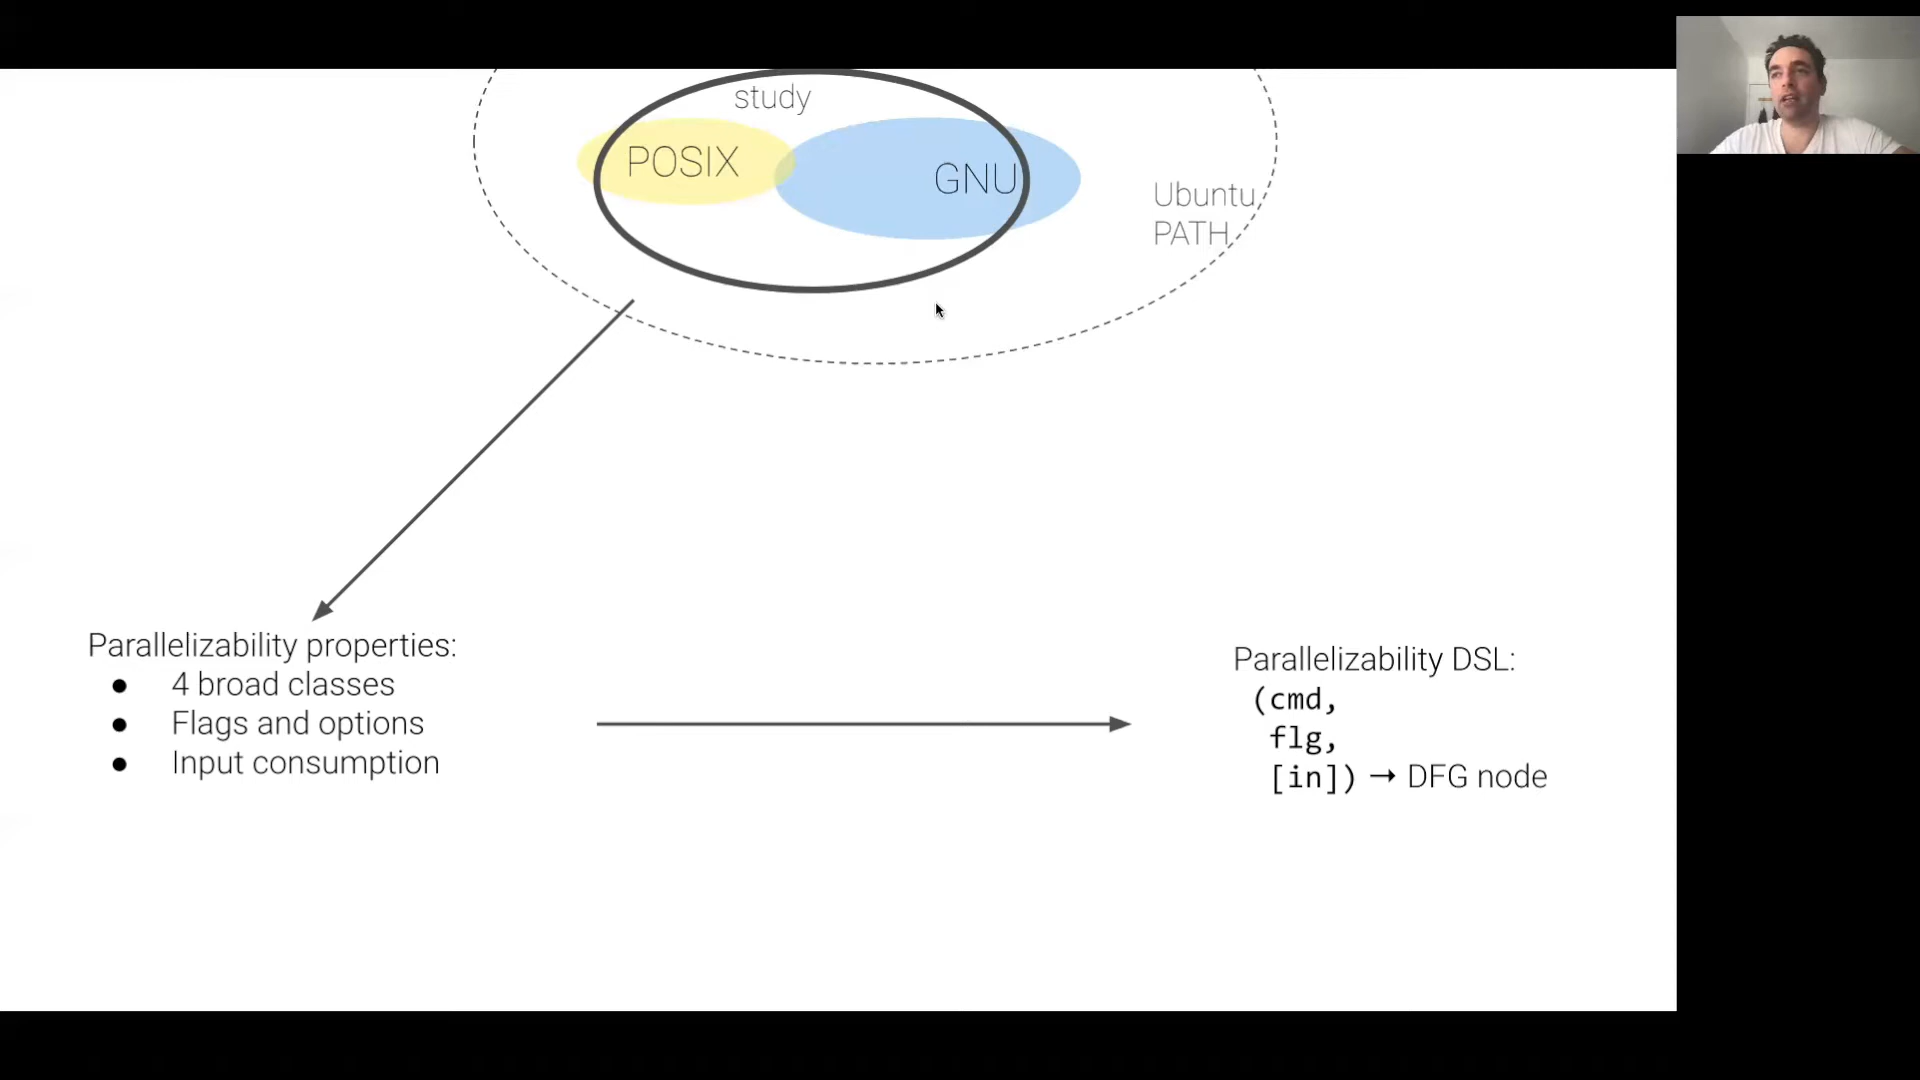 study
POSIX
GNU
Ubuntu
PATH
Parallelizability properties:
● 4 broad classes
● Flags and options
● Input consumption
Parallelizability DSL:
(cmd,
flg,
[in]) → DFG node